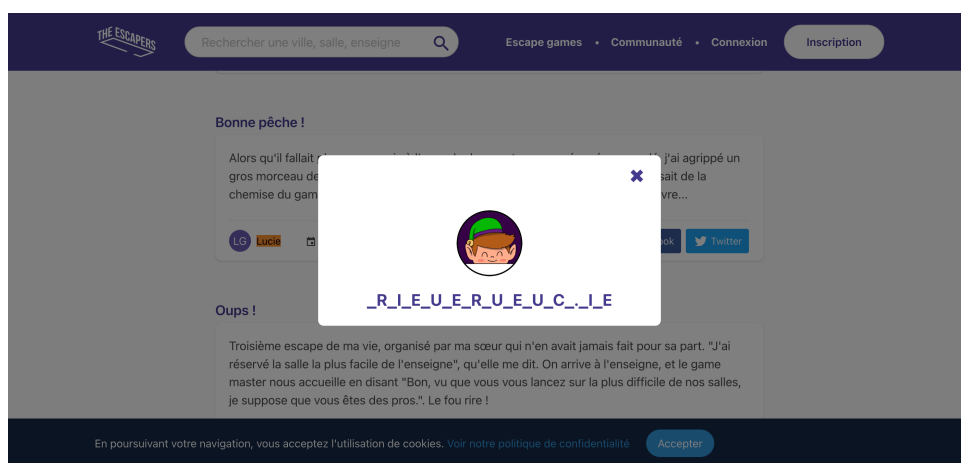 THE ESCAPERS
Rechercher une ville, salle, enseigne
Escape games • Communauté • Connexion
Inscription
Bonne pêche !
Alors qu'il fallait
j'ai agrippé un
gros morceau de
sait de la
chemise du gam
vre...
LG Lucie
ook
Twitter
_R_I_E_U_E_R_U_E_U_C_._I_E
Oups !
Troisième escape de ma vie, organisé par ma sœur qui n'en avait jamais fait pour sa part. "J'ai
réservé la salle la plus facile de l'enseigne", qu'elle me dit. On arrive à l'enseigne, et le game
master nous accueille en disant "Bon, vu que vous vous lancez sur la plus difficile de nos salles,
je suppose que vous êtes des pros.". Le fou rire !
En poursuivant votre navigation, vous acceptez l'utilisation de cookies. Voir notre politique de confidentialité
Accepter